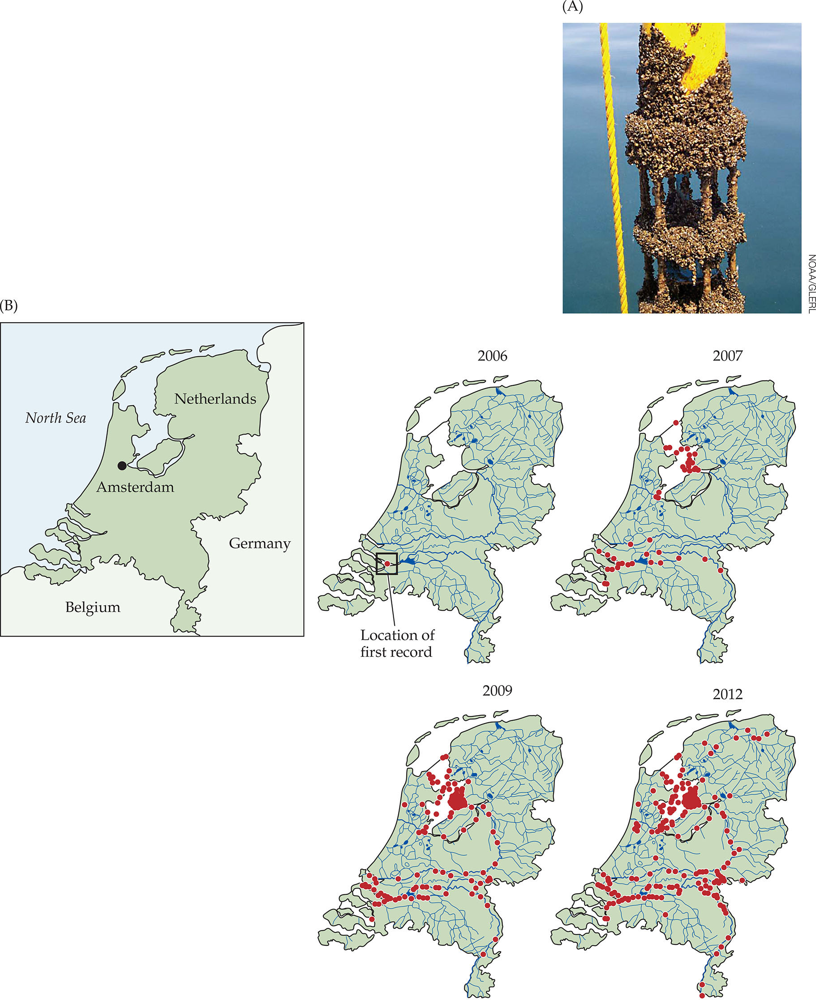 (A)
NOAA/GLERL
(B)
North Sea
Netherlands
Amsterdam
Germany
Belgium
2006
2007
Location of
first record
2009
2012